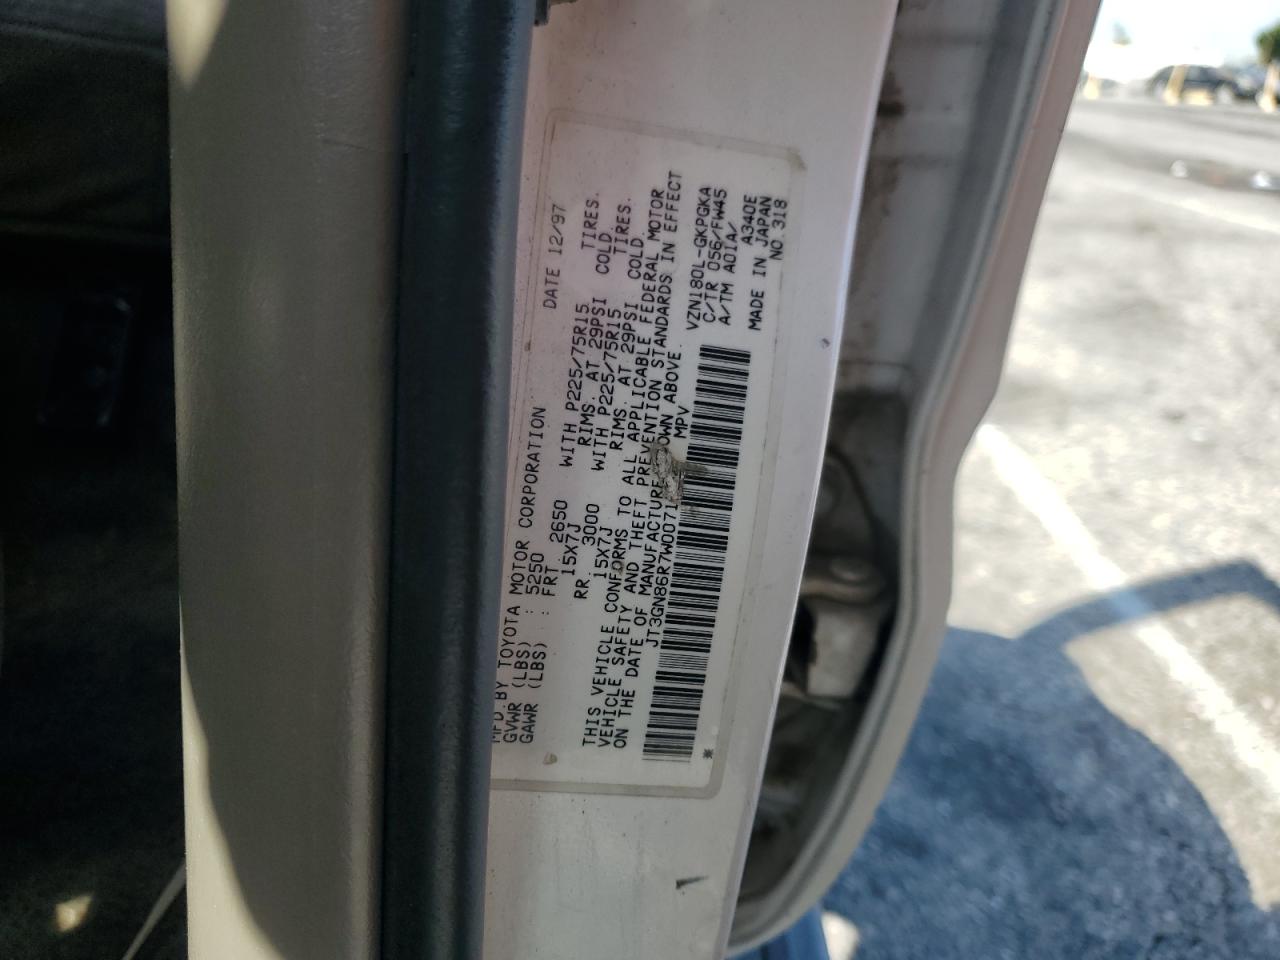 MFD. BY TOYOTA MOTOR CORPORATION DATE 12/97
GVWR (LBS) : 5250
GAWR (LBS) : FRT 2650 WITH P225/75R15 TIRES.
15X7J RIMS. AT 29PSI COLD.
RR. 3000 WITH P225/75R15 TIRES.
15X7J RIMS. AT 29PSI COLD.
THIS VEHICLE CONFORMS TO ALL APPLICABLE FEDERAL MOTOR
VEHICLE SAFETY AND THEFT PREVENTION STANDARDS IN EFFECT
ON THE DATE OF MANUFACTURE ABOVE.
JT3GN86R7W0071 MPV
VZN180L-GKPGKA
C/TR 056/FW45
A/TM A01A/
A340E
MADE IN JAPAN
NO.318